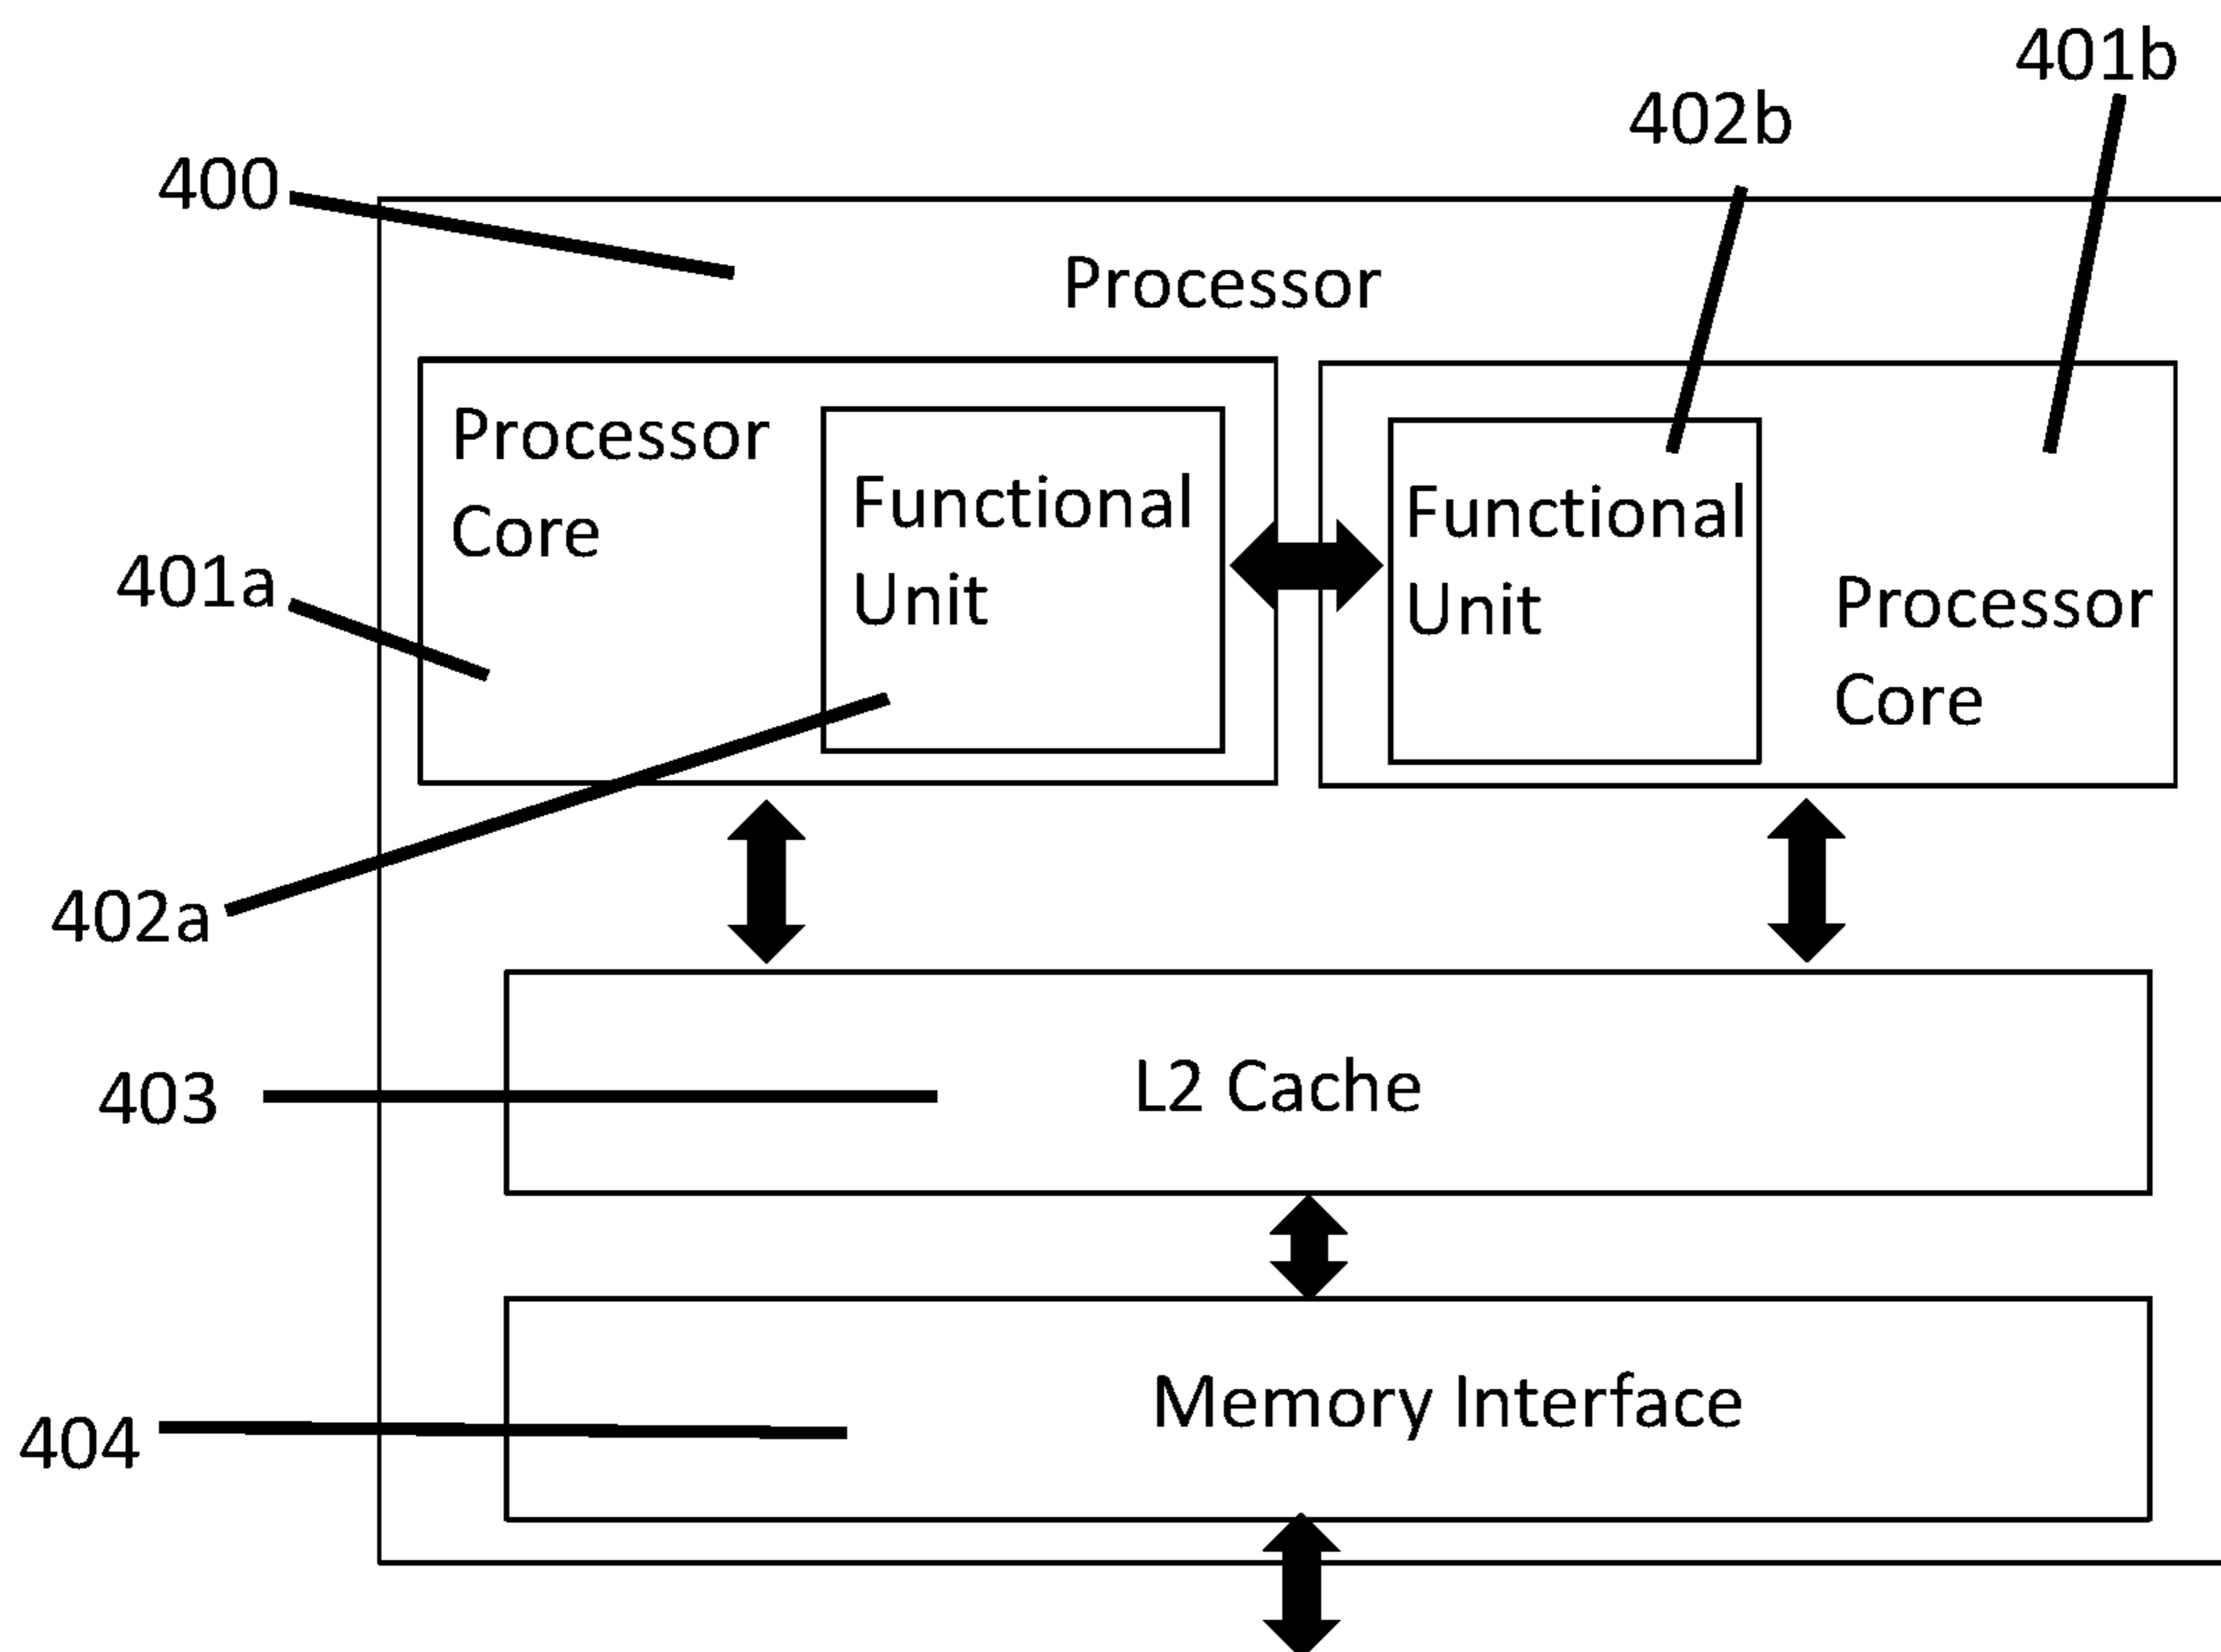 401b
402b
400
Processor
Processor
Core
Functional
Unit
Functional
Unit
Processor
Core
401a
402a
403
L2 Cache
404
Memory Interface